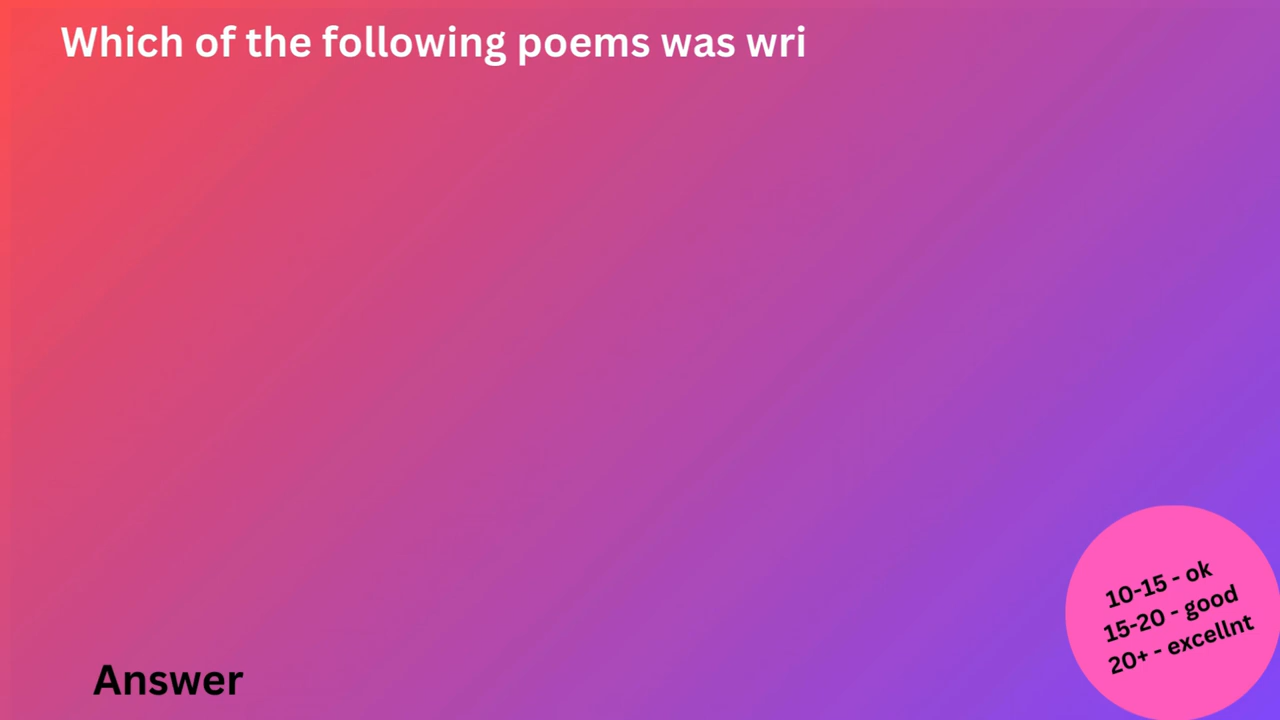 Which of the following poems was wri
10-15 - ok
15-20 - good
20+ - excellnt
Answer